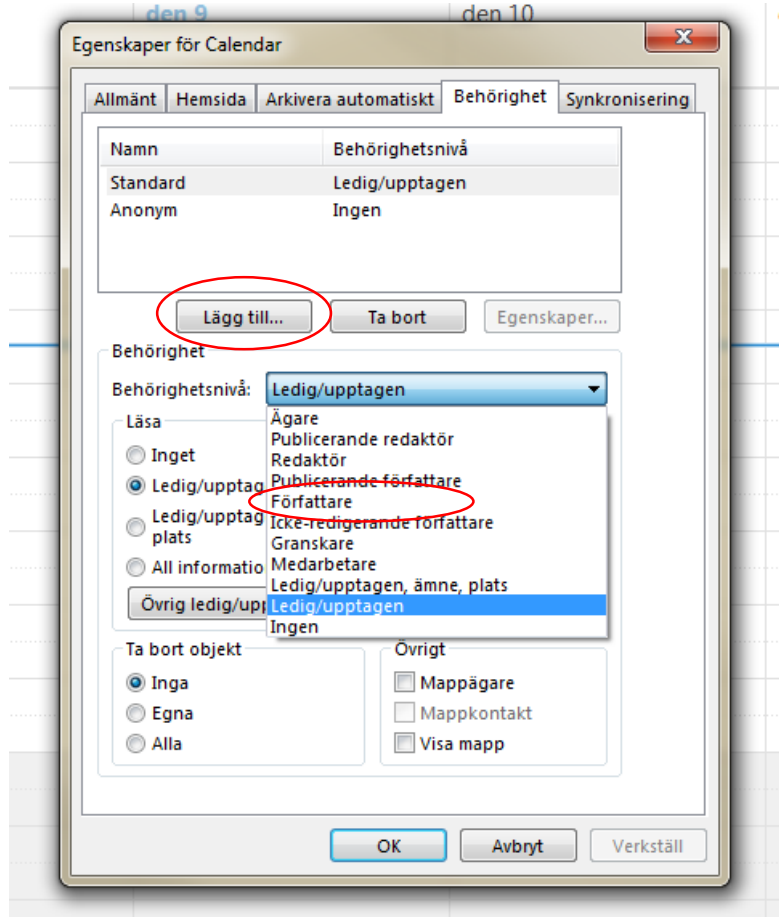 den 9 den 10
Egenskaper för Calendar
Allmänt Hemsida Arkivera automatiskt Behörighet Synkronisering
Namn Behörighetsnivå
Standard Ledig/upptagen
Anonym Ingen
Lägg till... Ta bort Egenskaper...
Behörighet
Behörighetsnivå: Ledig/upptagen
Läsa
Inget
Ledig/upptag
Ledig/upptag
plats
All informatio
Övrig ledig/upp
Ägare
Publicerande redaktör
Redaktör
Publicerande författare
Författare
Icke-redigerande författare
Granskare
Medarbetare
Ledig/upptagen, ämne, plats
Ledig/upptagen
Ingen
Ta bort objekt
Inga
Egna
Alla
Övrigt
Mappägare
Mappkontakt
Visa mapp
OK Avbryt Verkställ